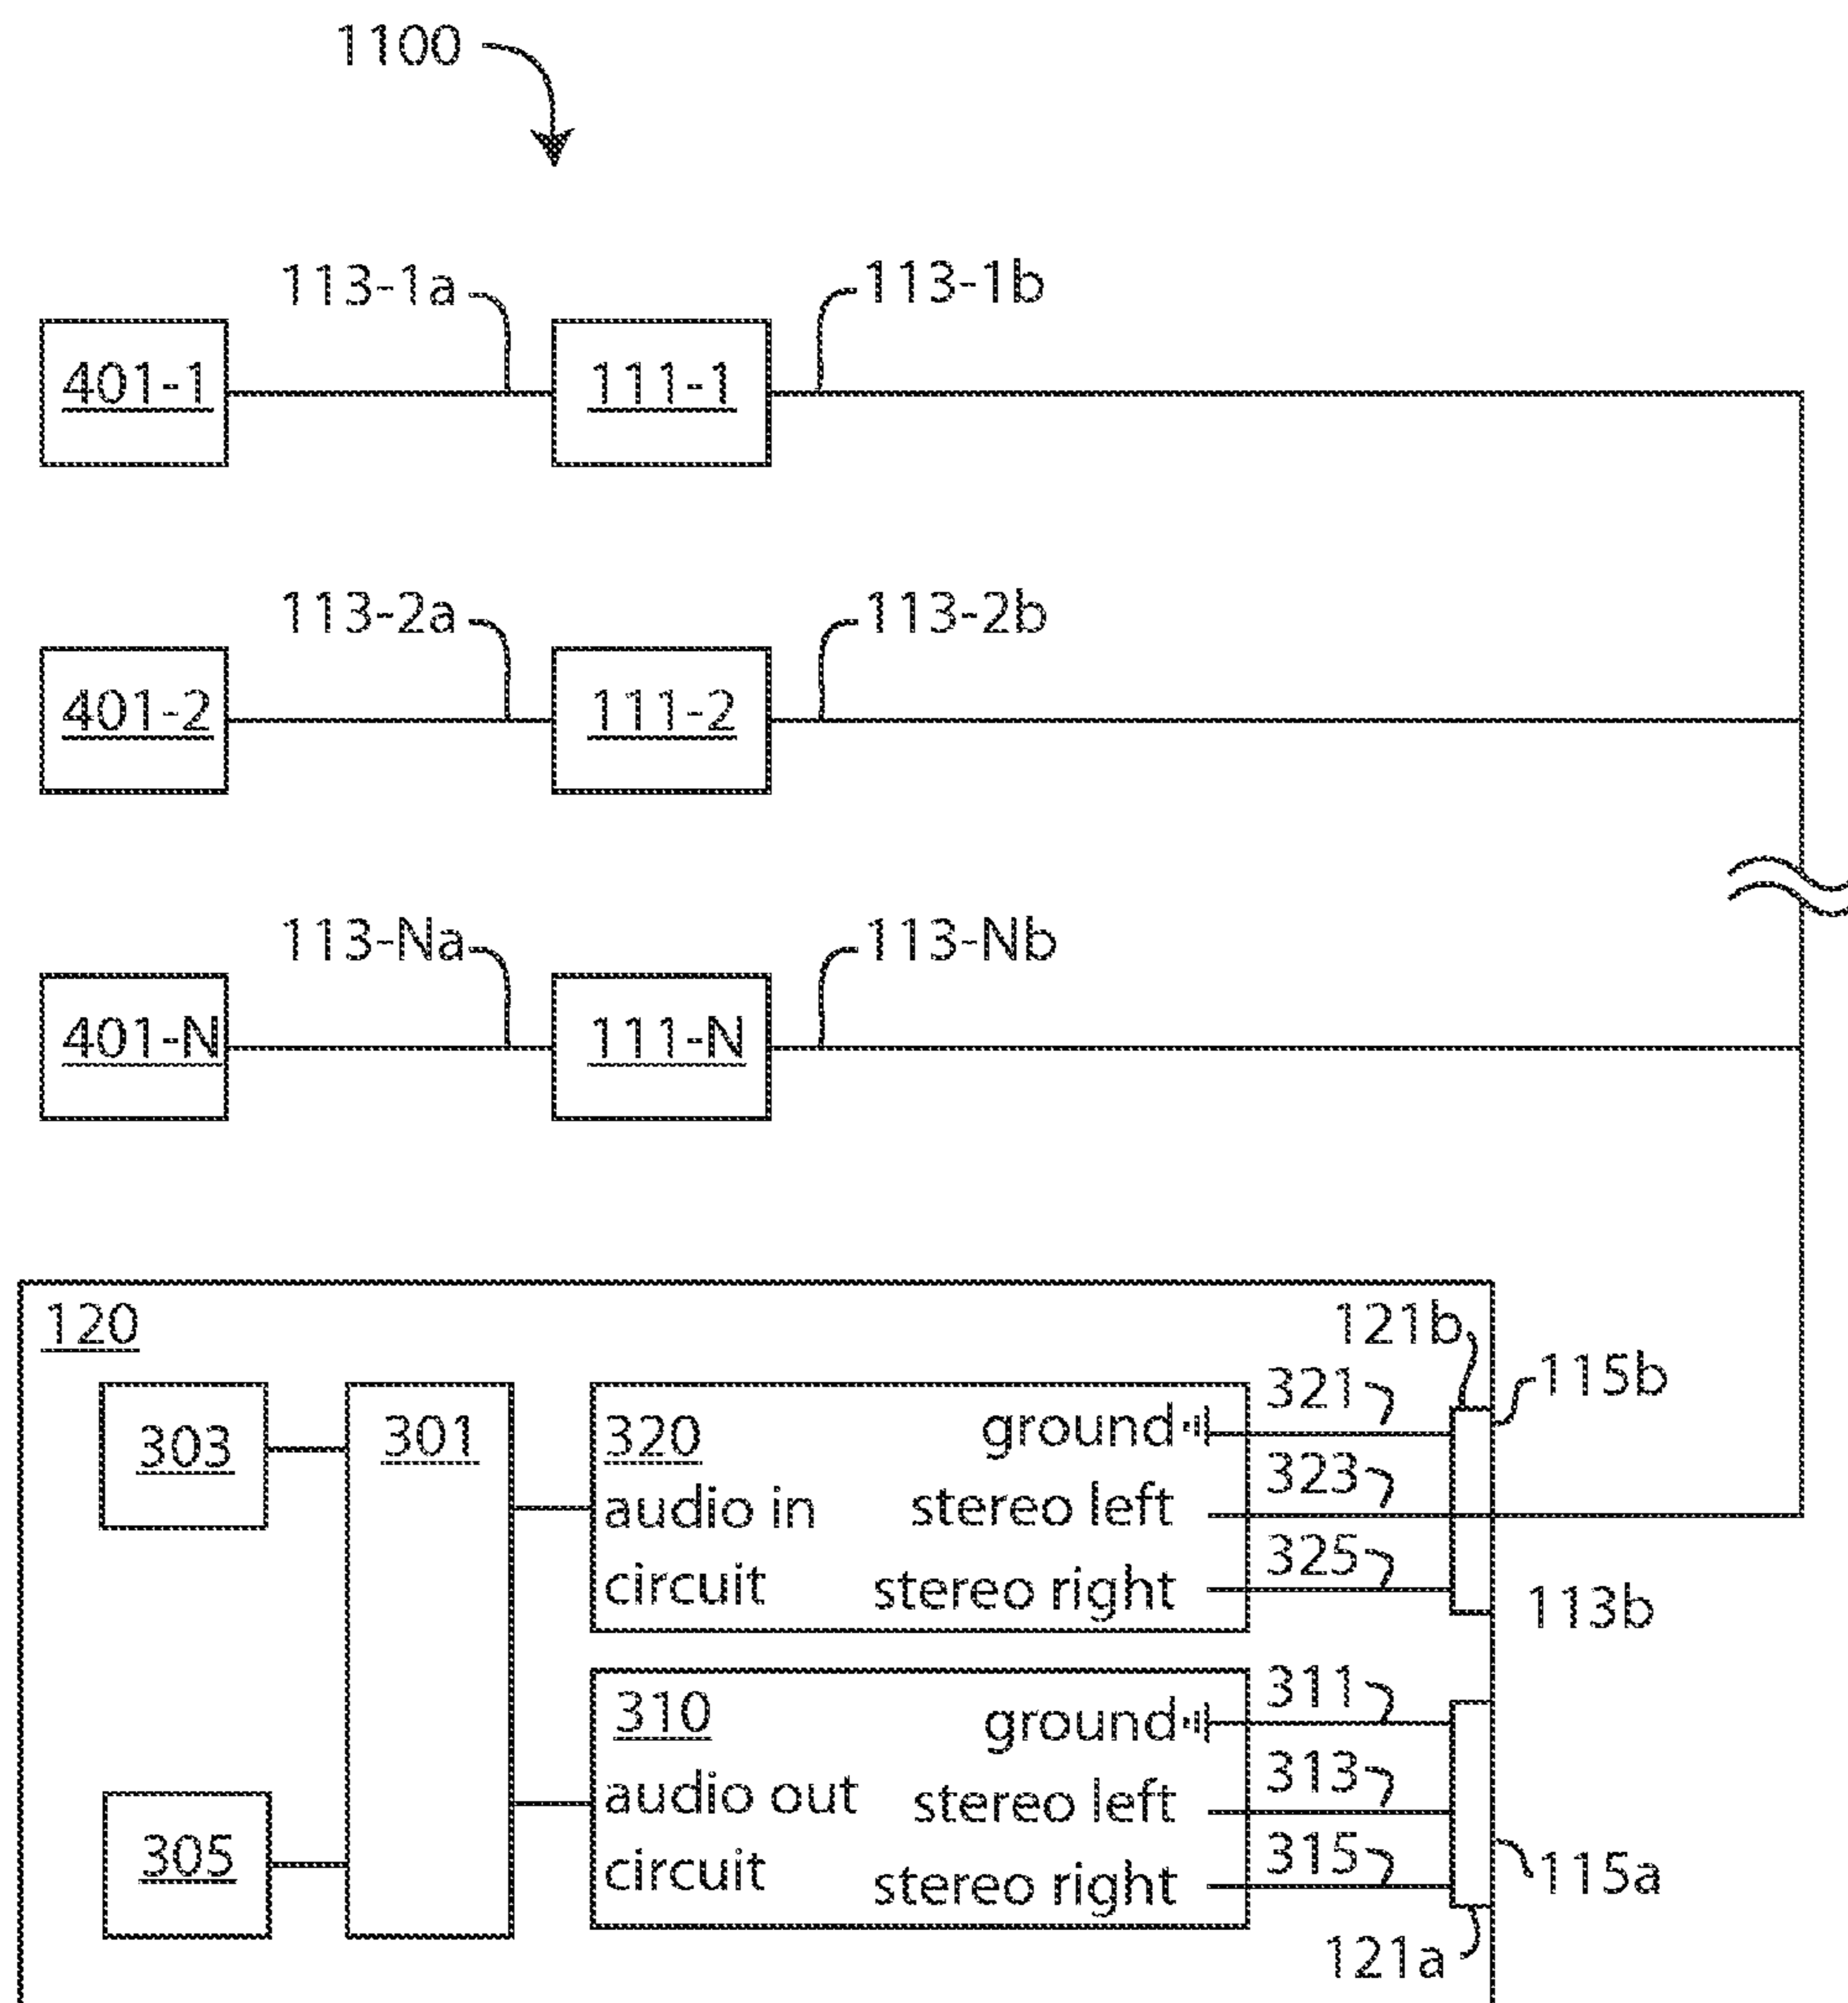 1100
113-1a
113-1b
401-1
111-1
113-2a
113-2b
401-2
111-2
113-Na
113-Nb
401-N
111-N
120
121b
115b
303
301
320
ground
321
audio in
stereo left
323
circuit
stereo right
325
113b
310
ground
311
audio out
stereo left
313
305
circuit
stereo right
315
115a
121a